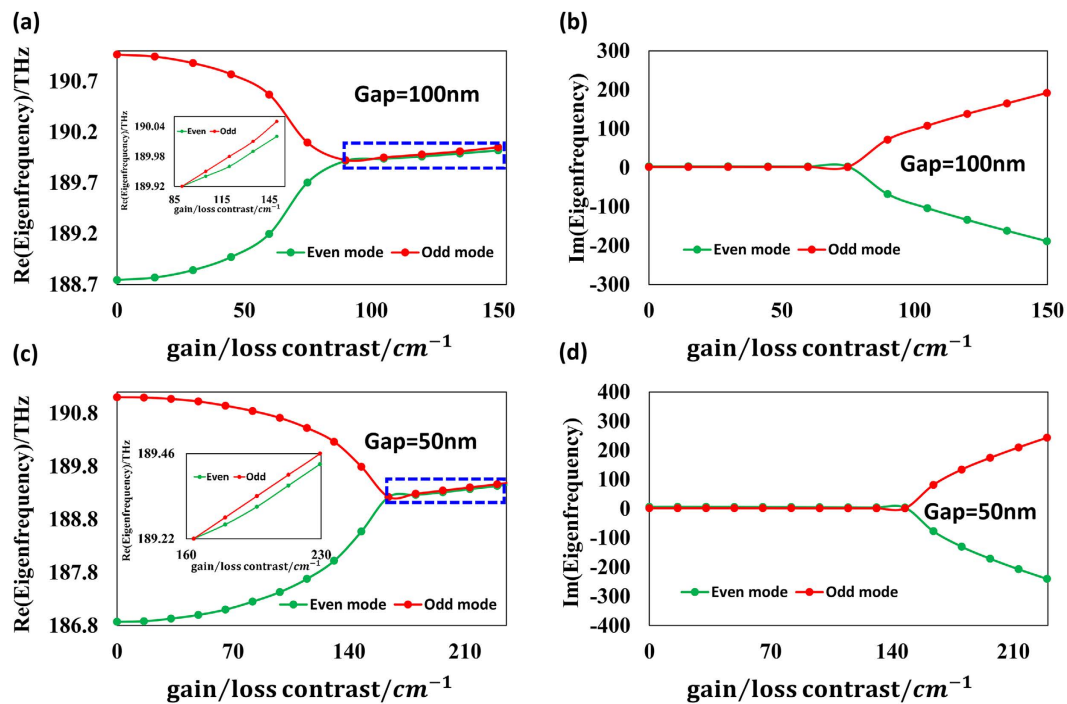 (a)
Re(Eigenfrequency)/THz
190.7
190.2
189.7
189.2
188.7
0
50
100
150
gain/loss contrast/cm⁻¹
Gap=100nm
Even mode
Odd mode
Re(Eigenfrequency)/THz
190.04
189.98
189.92
85
115
145
gain/loss contrast/cm⁻¹
Even
Odd
(b)
Im(Eigenfrequency)
300
200
100
0
-100
-200
-300
0
50
100
150
gain/loss contrast/cm⁻¹
Gap=100nm
Even mode
Odd mode
(c)
Re(Eigenfrequency)/THz
190.8
189.8
188.8
187.8
186.8
0
70
140
210
gain/loss contrast/cm⁻¹
Gap=50nm
Even mode
Odd mode
Re(Eigenfrequency)/THz
189.46
189.22
160
230
gain/loss contrast/cm⁻¹
Even
Odd
(d)
Im(Eigenfrequency)
400
300
200
100
0
-100
-200
-300
-400
0
70
140
210
gain/loss contrast/cm⁻¹
Gap=50nm
Even mode
Odd mode